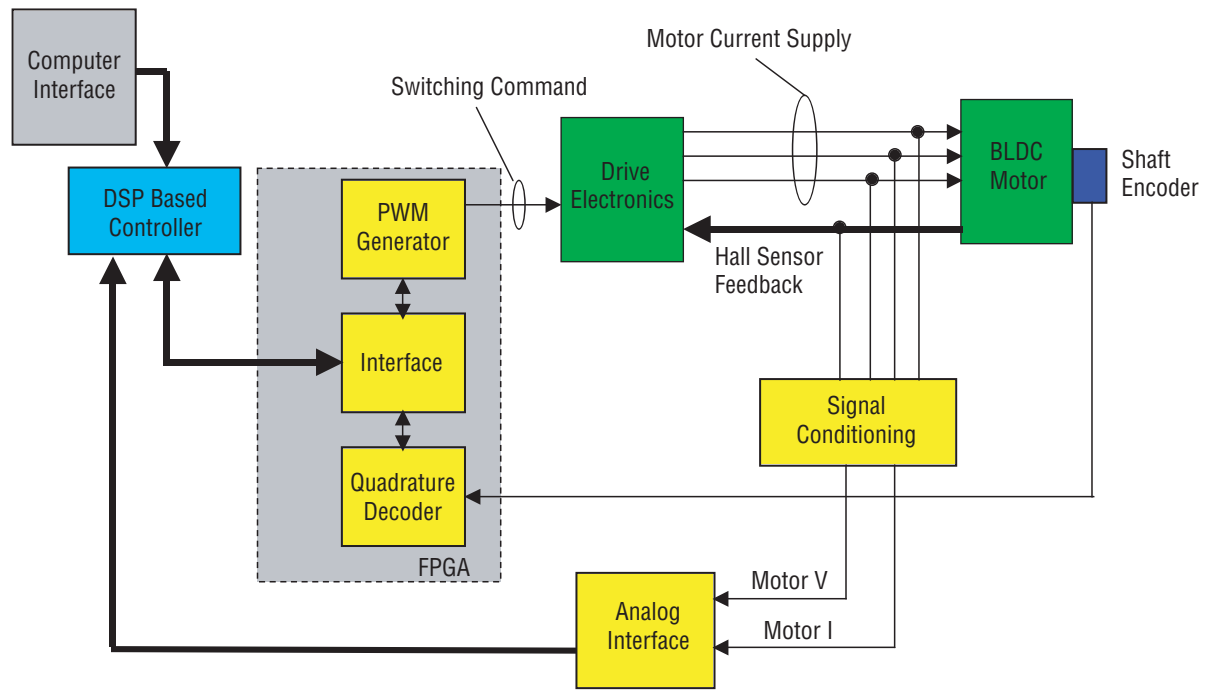 Computer
Interface
Motor Current Supply
Switching Command
DSP Based
Controller
PWM
Generator
Drive
Electronics
BLDC
Motor
Shaft
Encoder
Hall Sensor
Feedback
Interface
Signal
Conditioning
Quadrature
Decoder
FPGA
Motor V
Analog
Interface
Motor I